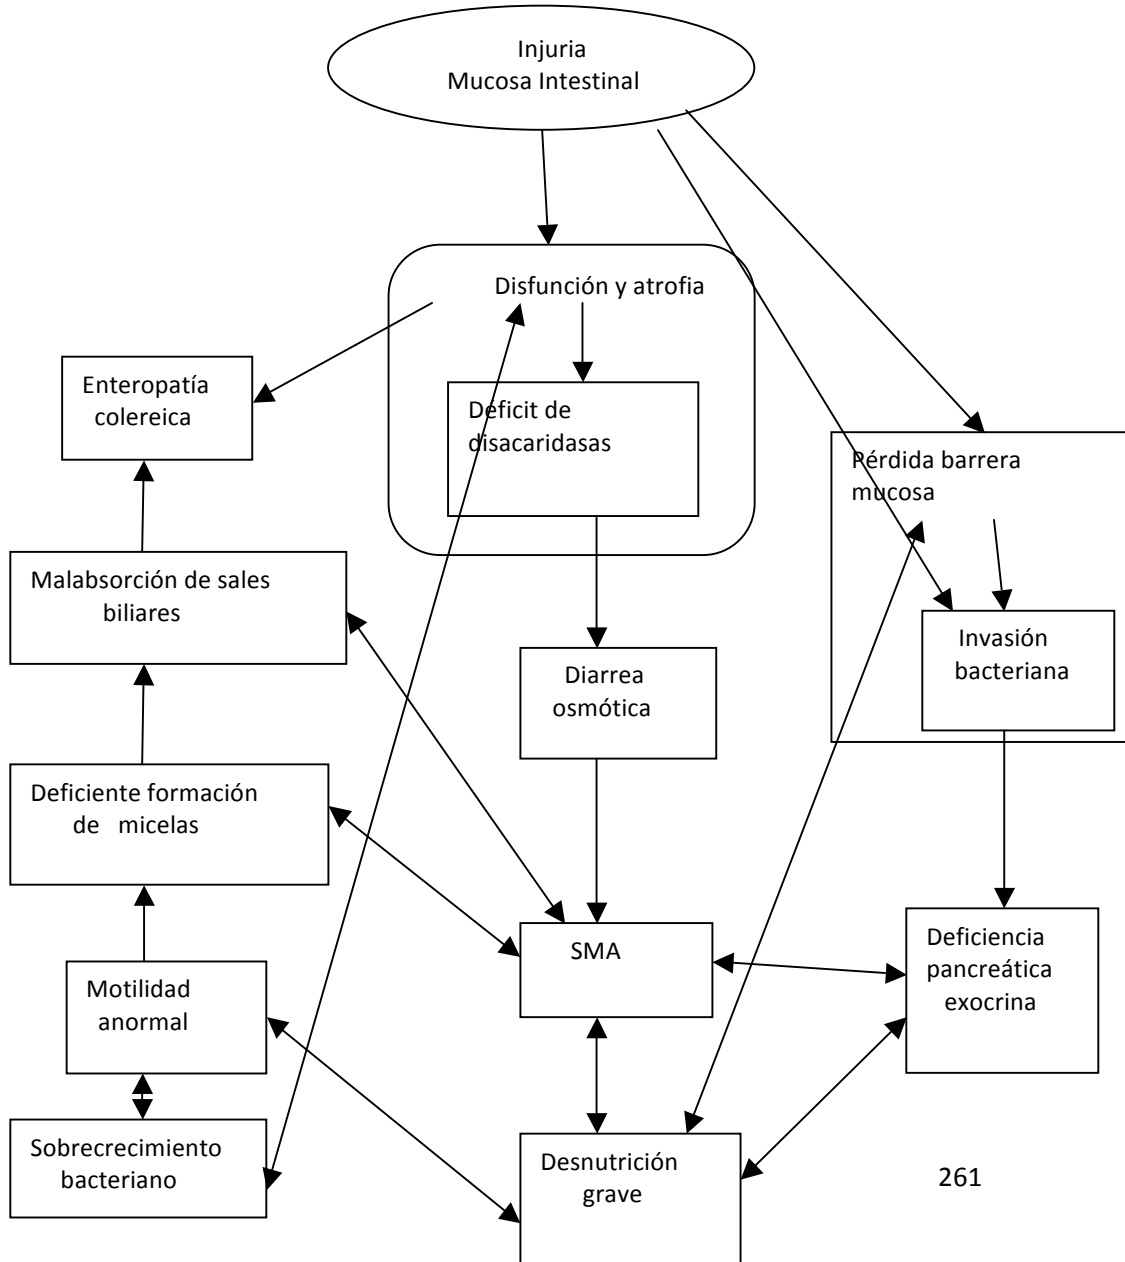 Injuria
Mucosa Intestinal
Disfunción y atrofia
Enteropatía
colereica
Déficit de
disacaridasas
Pérdida barrera
mucosa
Malabsorción de sales
biliares
Diarrea
osmótica
Invasión
bacteriana
Deficiente formación
de micelas
SMA
Deficiencia
pancreática
exocrina
Motilidad
anormal
Sobrecrecimiento
bacteriano
Desnutrición
grave
261